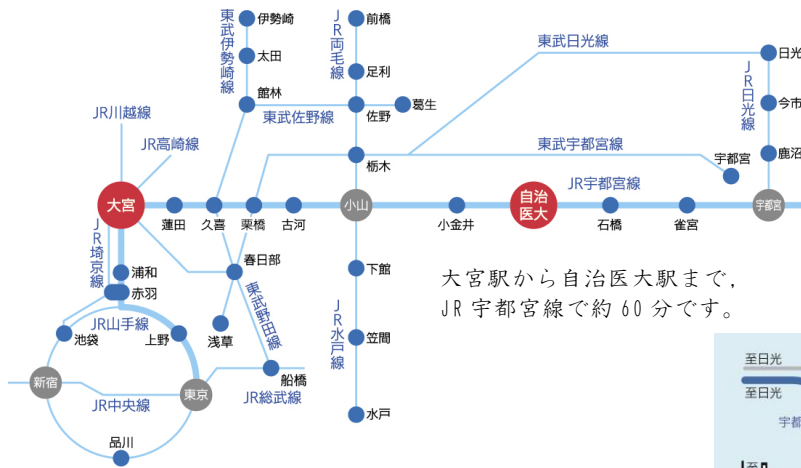 伊勢崎
東武伊勢崎線
太田
館林
前橋
JR両毛線
足利
佐野
葛生
東武佐野線
栃木
東武日光線
日光
JR日光線
今市
鹿沼
東武宇都宮線
宇都宮
JR川越線
JR高崎線
大宮
蓮田
久喜
栗橋
古河
小山
小金井
自治
医大
JR宇都宮線
石橋
雀宮
宇都宮
JR埼京線
浦和
赤羽
春日部
東武野田線
浅草
下館
JR水戸線
笠間
水戸
大宮駅から自治医大駅まで，
JR宇都宮線で約60分です。
JR山手線
池袋
上野
新宿
東京
JR中央線
船橋
JR総武線
品川
至日光
至日光
宇都